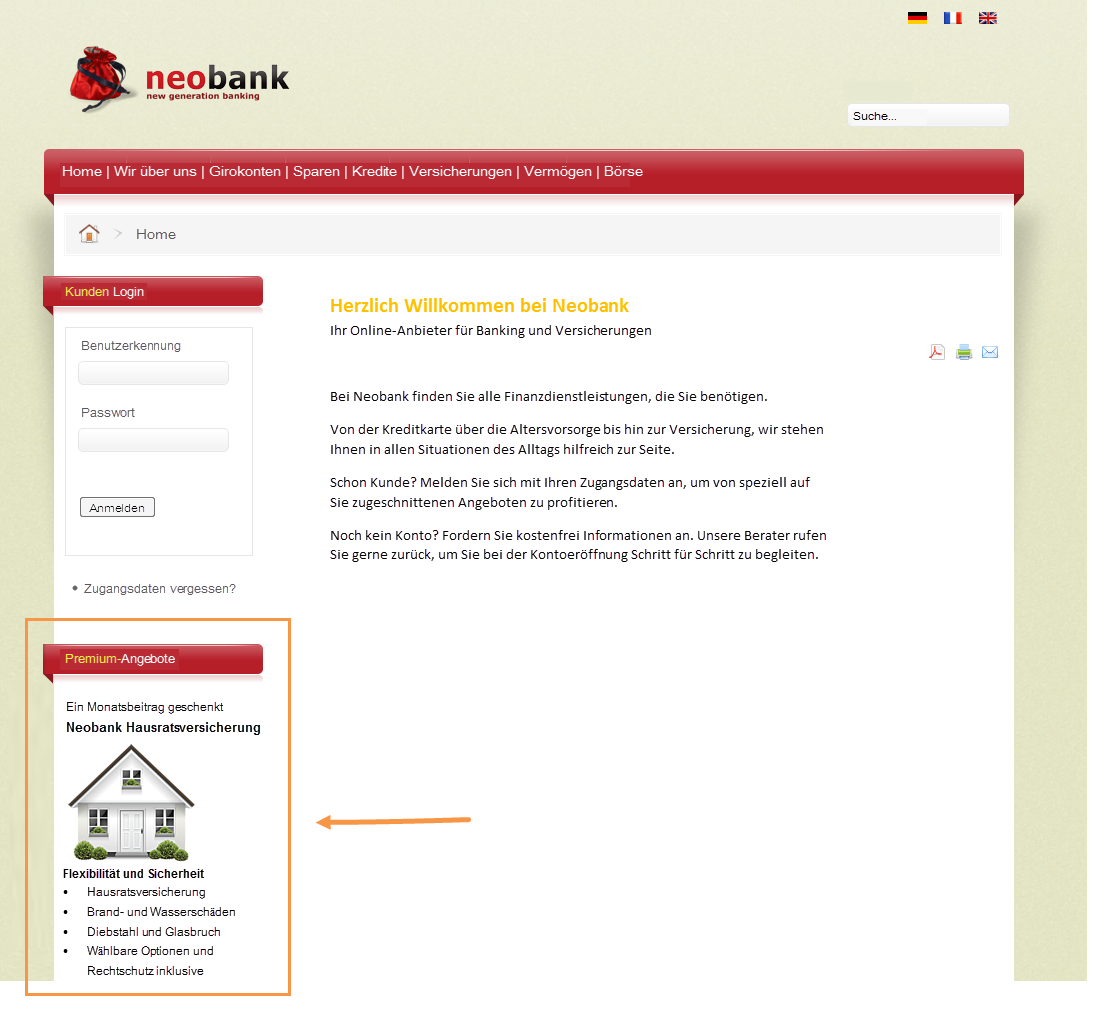 neobank
new generation banking
Suche...
Home | Wir über uns | Girokonten | Sparen | Kredite | Versicherungen | Vermögen | Börse
Home
Kunden Login
Benutzerkennung
Passwort
Anmelden
Zugangsdaten vergessen?
Herzlich Willkommen bei Neobank
Ihr Online-Anbieter für Banking und Versicherungen
Bei Neobank finden Sie alle Finanzdienstleistungen, die Sie benötigen.
Von der Kreditkarte über die Altersvorsorge bis hin zur Versicherung, wir stehen
Ihnen in allen Situationen des Alltags hilfreich zur Seite.
Schon Kunde? Melden Sie sich mit Ihren Zugangsdaten an, um von speziell auf
Sie zugeschnittenen Angeboten zu profitieren.
Noch kein Konto? Fordern Sie kostenfrei Informationen an. Unsere Berater rufen
Sie gerne zurück, um Sie bei der Kontoeröffnung Schritt für Schritt zu begleiten.
Premium-Angebote
Ein Monatsbeitrag geschenkt
Neobank Hausratsversicherung
Flexibilität und Sicherheit
• Hausratsversicherung
• Brand- und Wasserschäden
• Diebstahl und Glasbruch
• Wählbare Optionen und
Rechtschutz inklusive